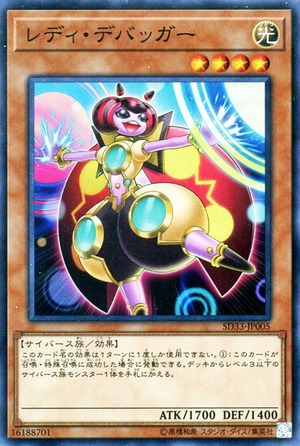 レディ・デバッガー
光
SD33-JP005
【サイバース族/効果】
このカード名の効果は1ターンに1度しか使用できない。①:このカードが
召喚・特殊召喚に成功した場合に発動できる。デッキからレベル3以下の
サイバース族モンスター1体を手札に加える。
ATK/1700 DEF/1400
16188701
©高橋和希 スタジオ・ダイス/集英社